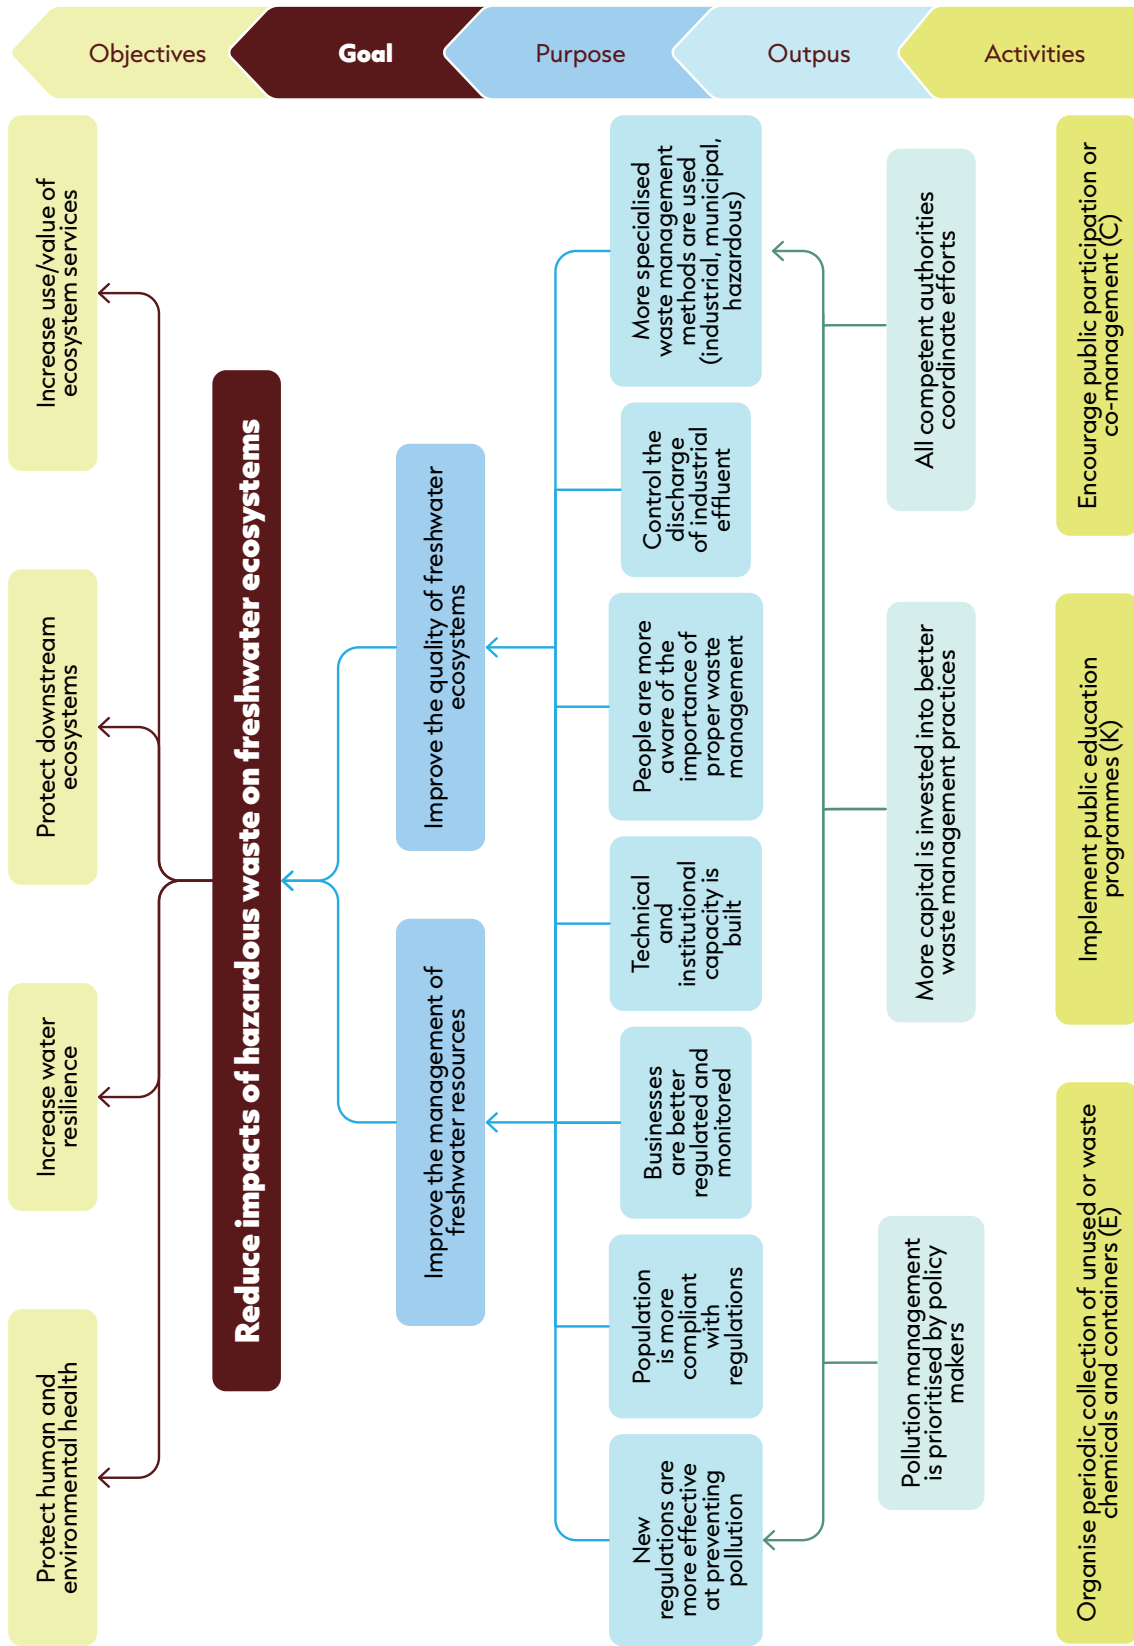 Objectives
Goal
Purpose
Outpus
Activities
Protect human and
environmental health
Increase water
resilience
Protect downstream
ecosystems
Increase use/value of
ecosystem services
Reduce impacts of hazardous waste on freshwater ecosystems
Improve the management of
freshwater resources
Improve the quality of freshwater
ecosystems
New
regulations are
more effective
at preventing
pollution
Population
is more
compliant
with
regulations
Businesses
are better
regulated and
monitored
Technical
and
institutional
capacity is
built
People are more
aware of the
importance of
proper waste
management
Control the
discharge
of industrial
effluent
More specialised
waste management
methods are used
(industrial, municipal,
hazardous)
Pollution management
is prioritised by policy
makers
More capital is invested into better
waste management practices
All competent authorities
coordinate efforts
Organise periodic collection of unused or waste
chemicals and containers (E)
Implement public education
programmes (K)
Encourage public participation or
co-management (C)